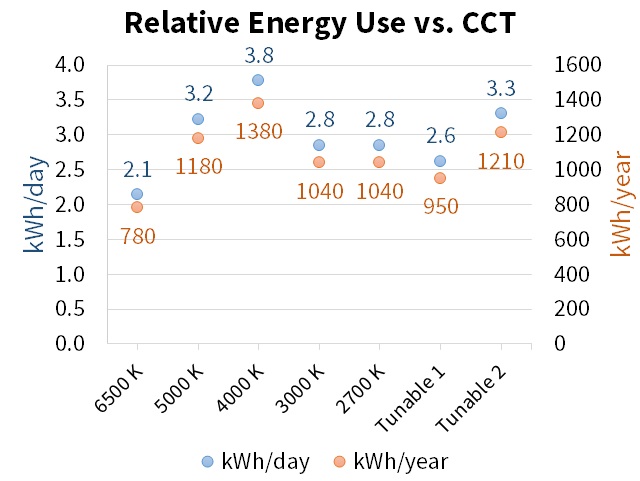 Relative Energy Use vs. CCT
4.0
3.5
3.0
2.5
2.0
1.5
1.0
0.5
0.0
kWh/day
1600
1400
1200
1000
800
600
400
200
0
kWh/year
2.1
3.2
3.8
2.8
2.8
2.6
3.3
780
1180
1380
1040
1040
950
1210
6500 K
5000 K
4000 K
3000 K
2700 K
Tunable 1
Tunable 2
kWh/day
kWh/year